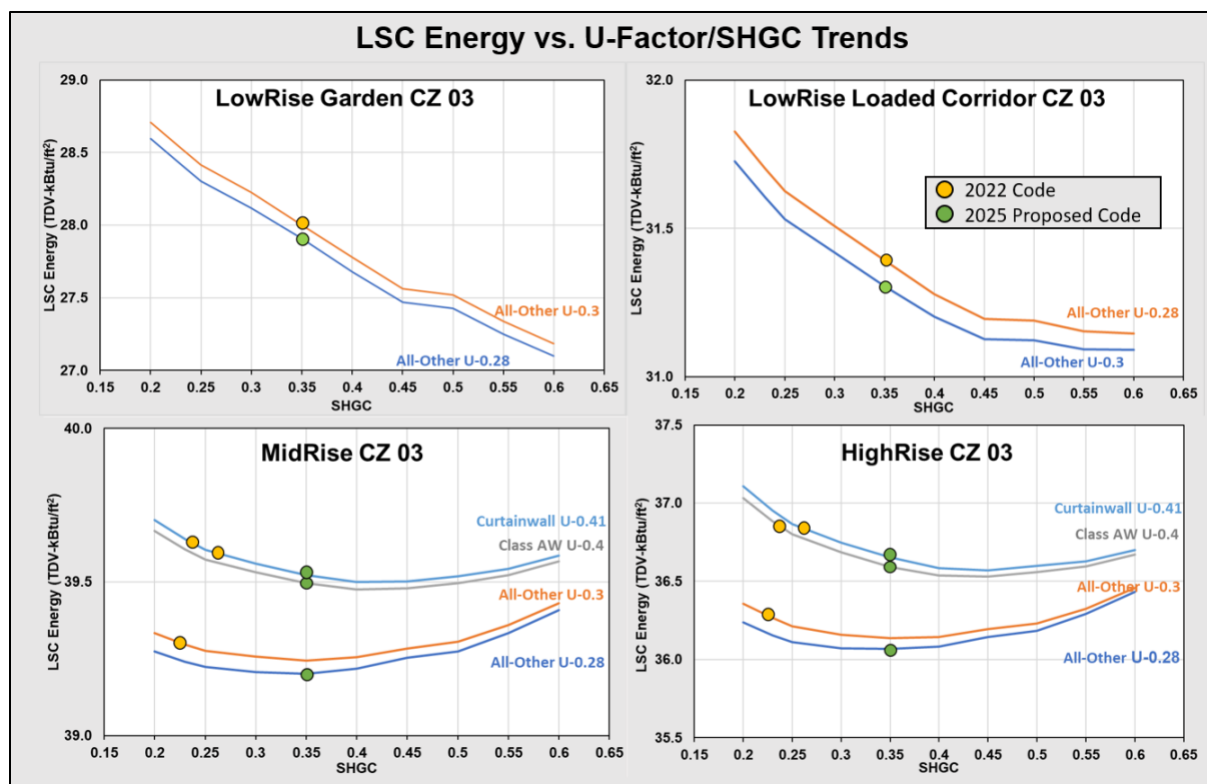 LSC Energy vs. U-Factor/SHGC Trends
LowRise Garden CZ 03
LSC Energy (TDV-kBtu/ft²)
29.0
28.5
28.0
27.5
27.0
All-Other U-0.3
All-Other U-0.28
0.15 0.2 0.25 0.3 0.35 0.4 0.45 0.5 0.55 0.6 0.65
SHGC
LowRise Loaded Corridor CZ 03
LSC Energy (TDV-kBtu/ft²)
32.0
31.5
31.0
2022 Code
2025 Proposed Code
All-Other U-0.28
All-Other U-0.3
0.15 0.2 0.25 0.3 0.35 0.4 0.45 0.5 0.55 0.6 0.65
SHGC
MidRise CZ 03
LSC Energy (TDV-kBtu/ft²)
40.0
39.5
39.0
Curtainwall U-0.41
Class AW U-0.4
All-Other U-0.3
All-Other U-0.28
0.15 0.2 0.25 0.3 0.35 0.4 0.45 0.5 0.55 0.6 0.65
SHGC
HighRise CZ 03
LSC Energy (TDV-kBtu/ft²)
37.5
37.0
36.5
36.0
35.5
Curtainwall U-0.41
Class AW U-0.4
All-Other U-0.3
All-Other U-0.28
0.15 0.2 0.25 0.3 0.35 0.4 0.45 0.5 0.55 0.6 0.65
SHGC